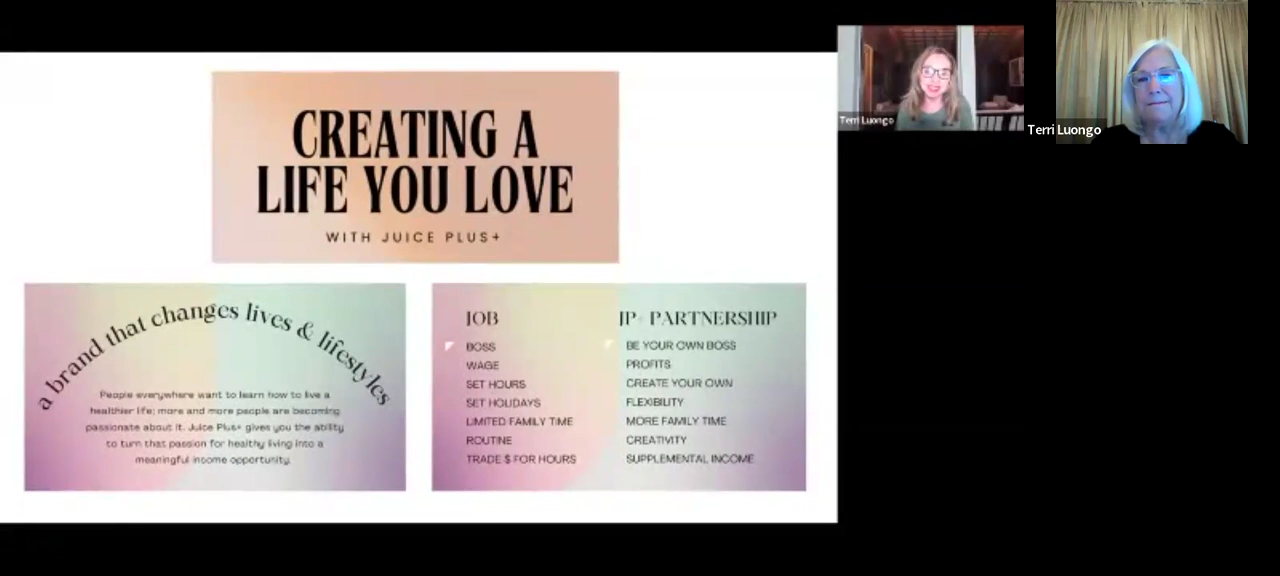 CREATING A
LIFE YOU LOVE
WITH JUICE PLUS+
a brand that changes lives & lifestyles
People everywhere want to learn how to live a
healthier life; more and more people are becoming
passionate about it. Juice Plus+ gives you the ability
to turn that passion for healthy living into a
meaningful income opportunity.
JOB
BOSS
WAGE
SET HOURS
SET HOLIDAYS
LIMITED FAMILY TIME
ROUTINE
TRADE $ FOR HOURS
JP+ PARTNERSHIP
BE YOUR OWN BOSS
PROFITS
CREATE YOUR OWN
FLEXIBILITY
MORE FAMILY TIME
CREATIVITY
SUPPLEMENTAL INCOME
Terri Luongo
Terri Luongo